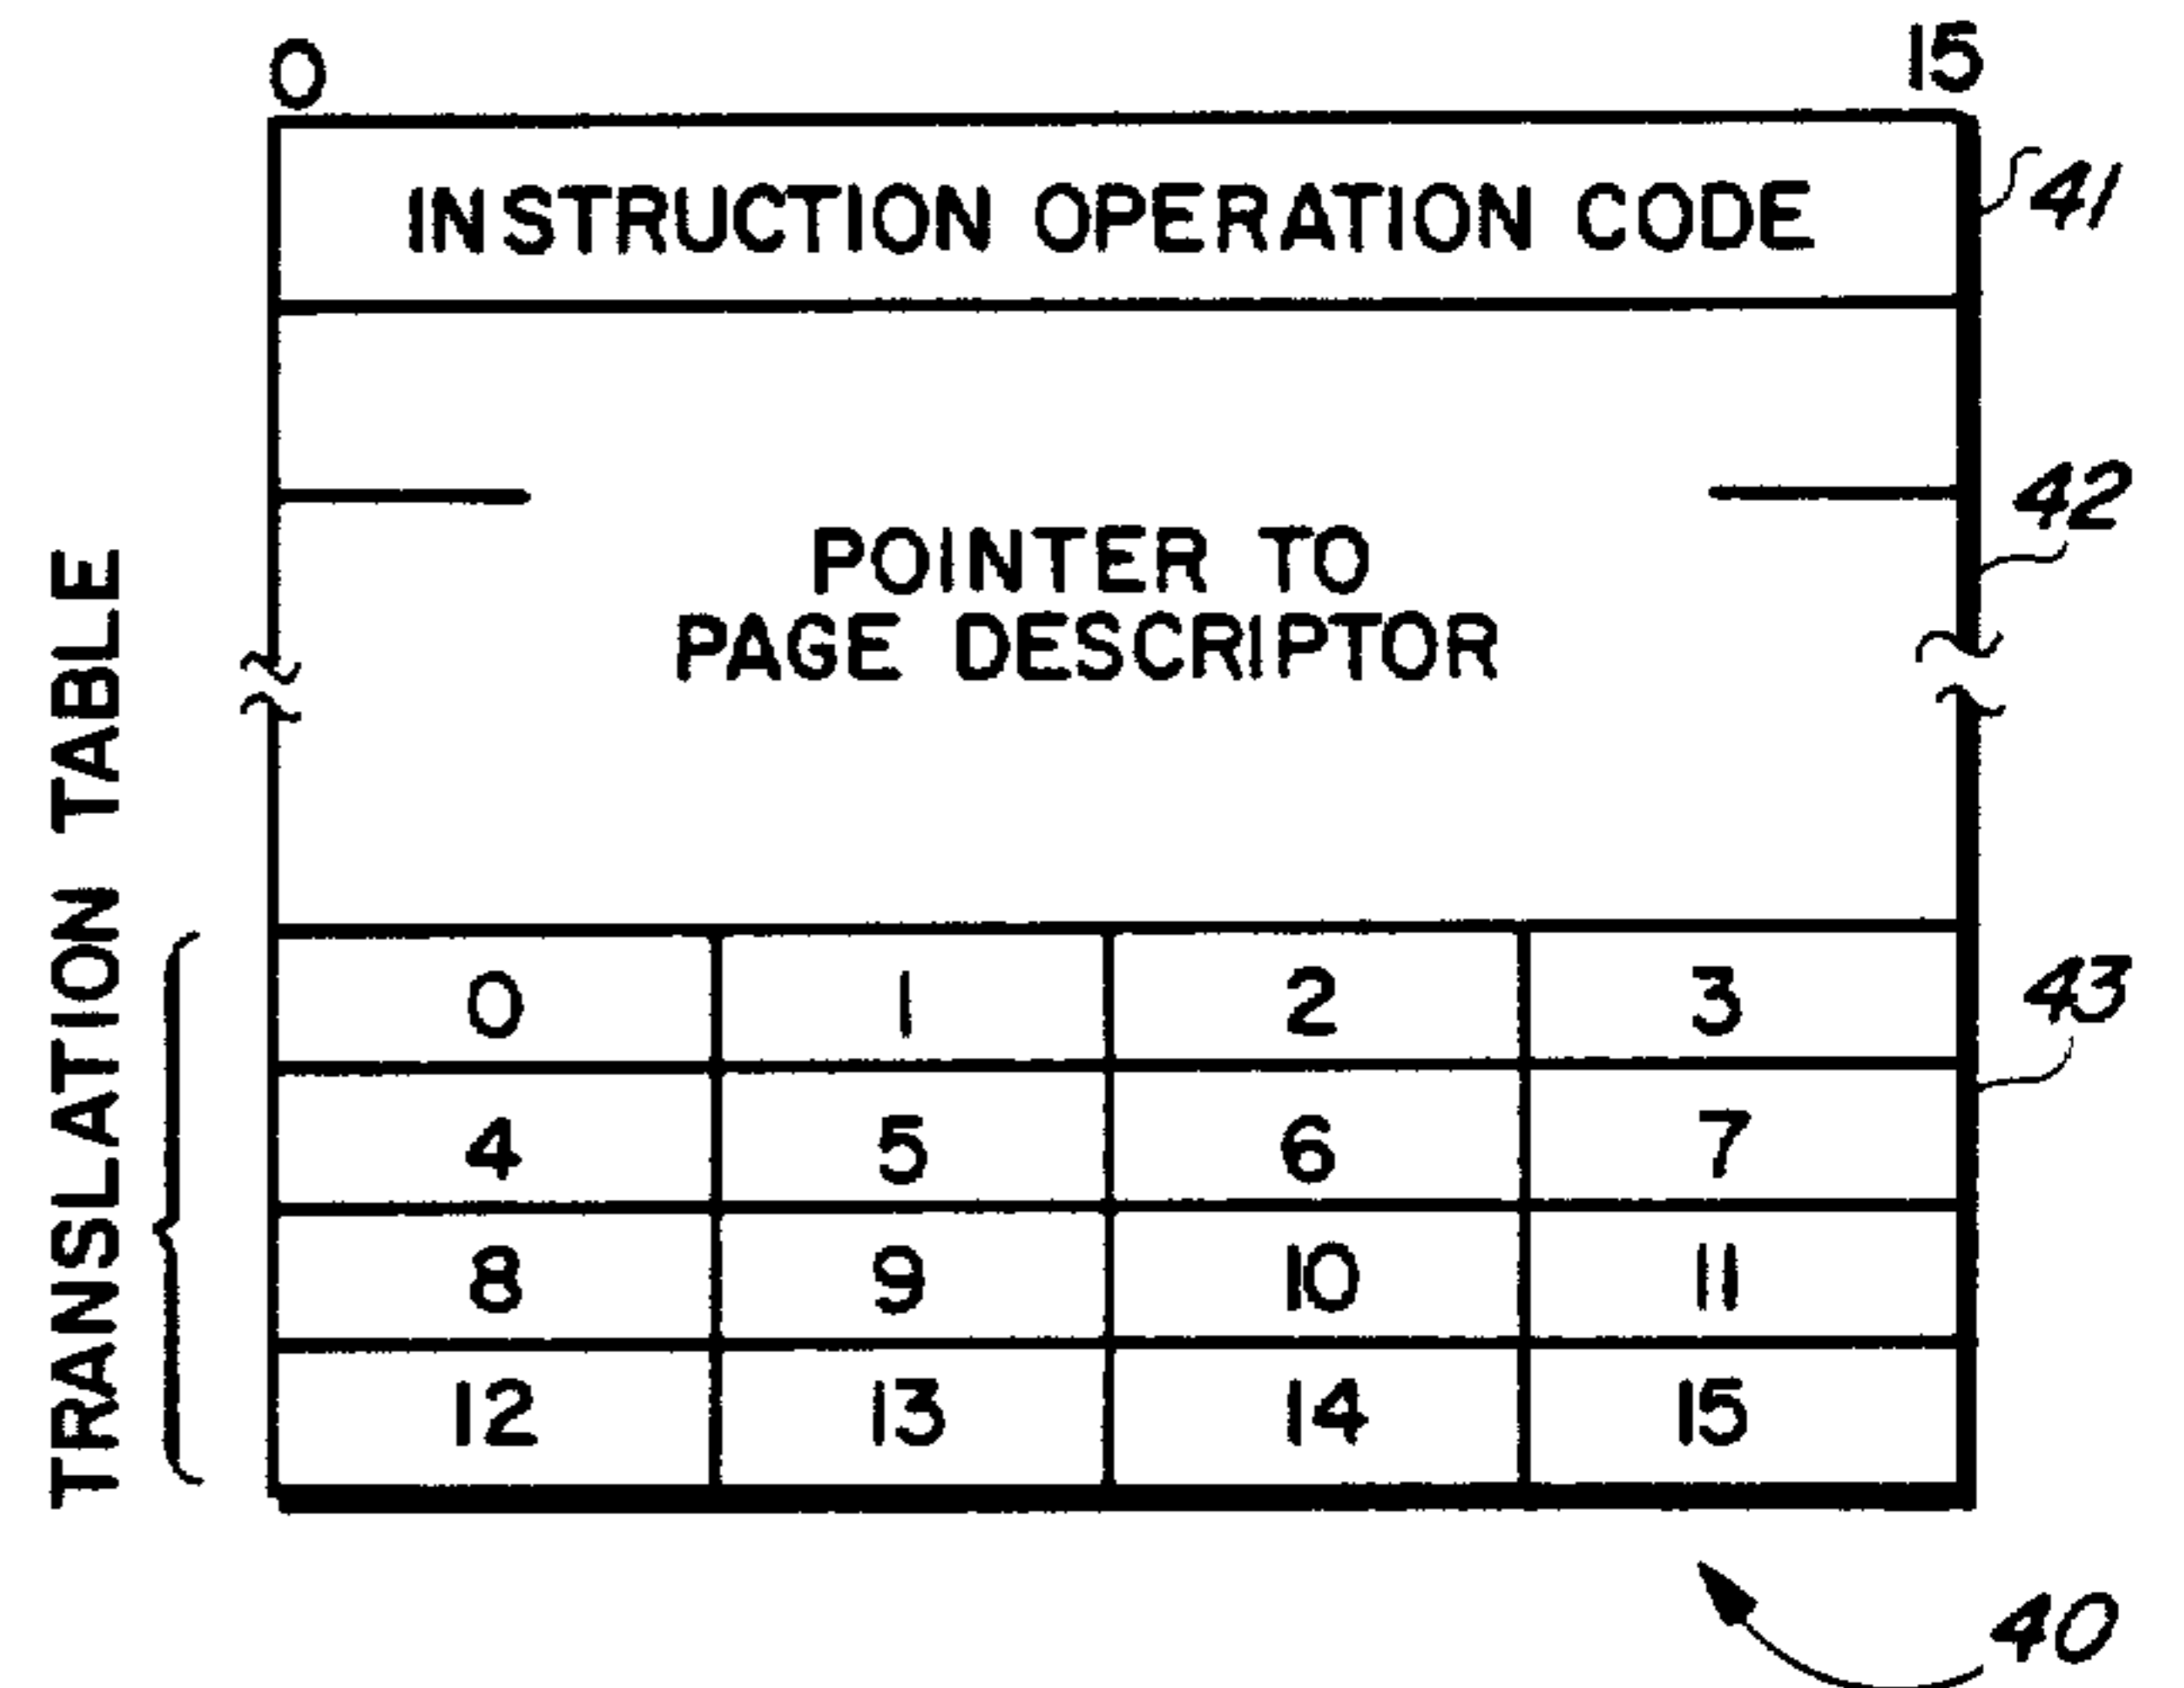 0 15
INSTRUCTION OPERATION CODE 41
42
POINTER TO
PAGE DESCRIPTOR
TRANSLATION TABLE
0 1 2 3 43
4 5 6 7
8 9 10 11
12 13 14 15
40